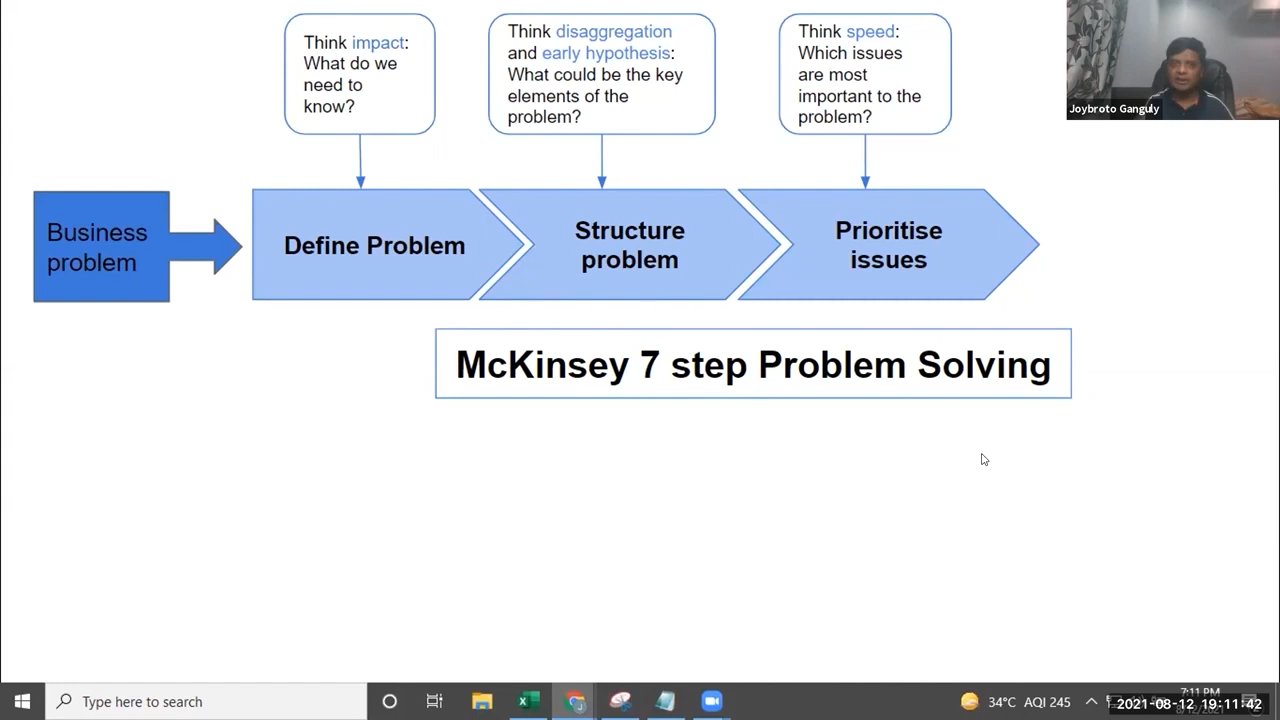 Think impact:
What do we
need to
know?
Think disaggregation
and early hypothesis:
What could be the key
elements of the
problem?
Think speed:
Which issues
are most
important to the
problem?
Joybroto Ganguly
Business
problem
Define Problem
Structure
problem
Prioritise
issues
McKinsey 7 step Problem Solving
Type here to search
34°C AQI 245
7:11 PM
2021-08-12 19:11:42